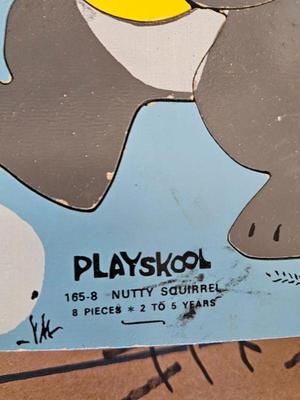 PLAYSKOOL
165-8 NUTTY SQUIRREL
8 PIECES * 2 TO 5 YEARS